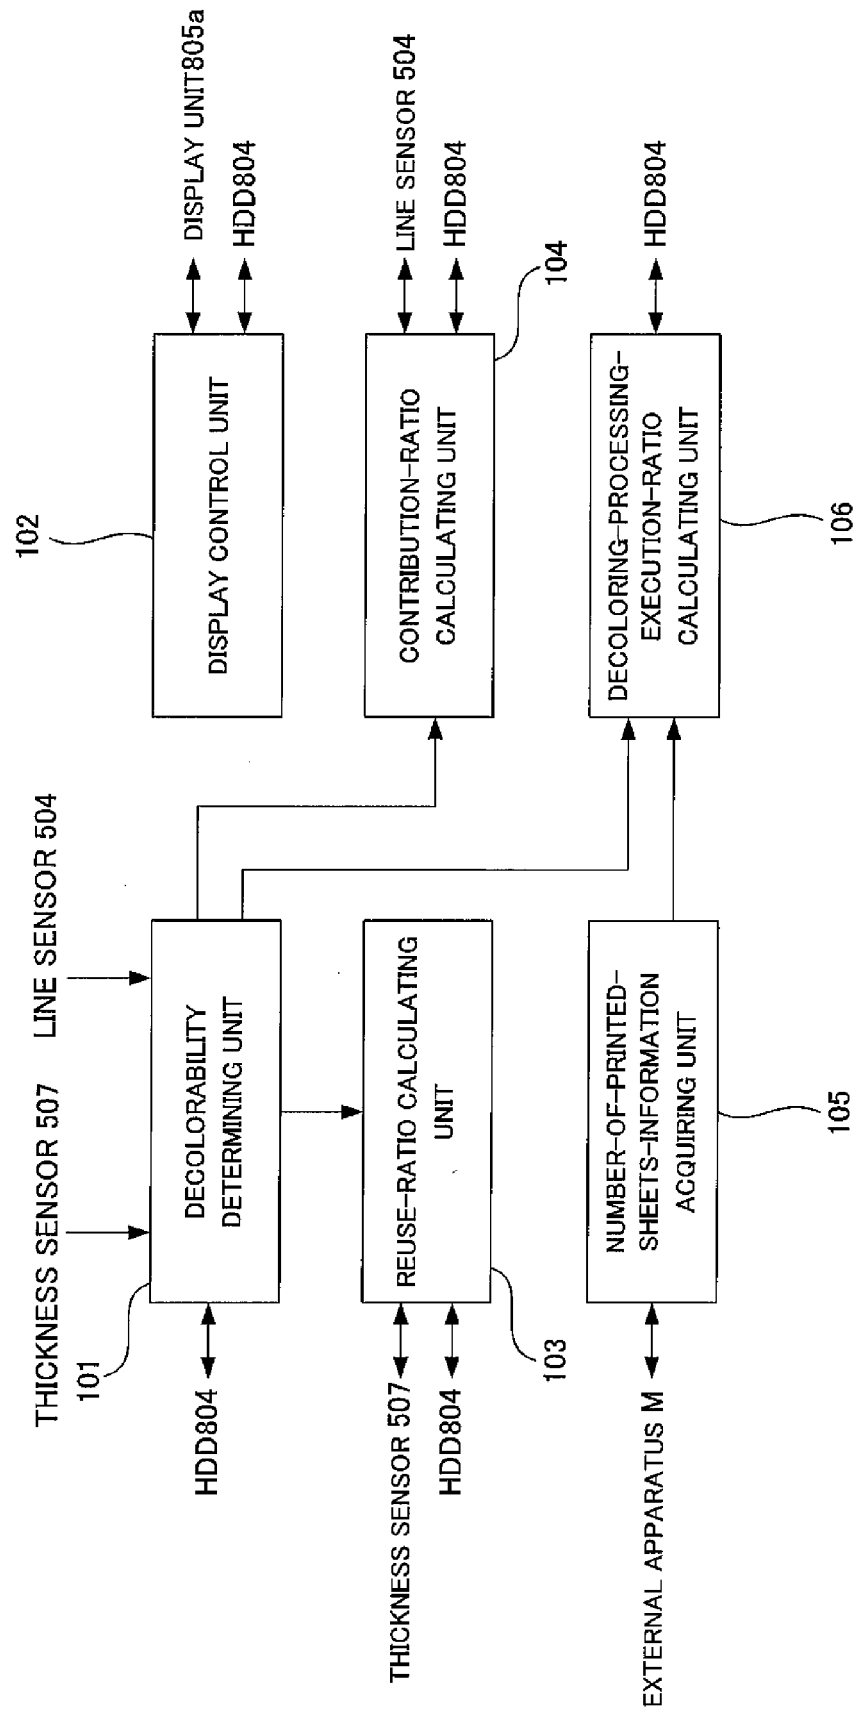 THICKNESS SENSOR 507
LINE SENSOR 504
101
HDD804
DECOLORABILITY
DETERMINING UNIT
102
DISPLAY CONTROL UNIT
DISPLAY UNIT805a
HDD804
THICKNESS SENSOR 507
HDD804
REUSE-RATIO CALCULATING
UNIT
103
CONTRIBUTION-RATIO
CALCULATING UNIT
LINE SENSOR 504
HDD804
104
EXTERNAL APPARATUS M
NUMBER-OF-PRINTED-
SHEETS-INFORMATION
ACQUIRING UNIT
105
DECOLORING-PROCESSING-
EXECUTION-RATIO
CALCULATING UNIT
HDD804
106